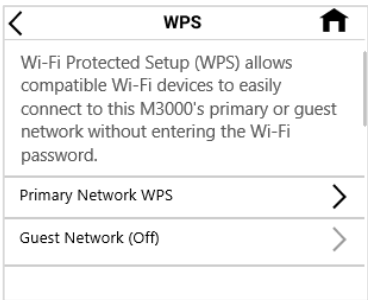 WPS
Wi-Fi Protected Setup (WPS) allows
compatible Wi-Fi devices to easily
connect to this M3000's primary or guest
network without entering the Wi-Fi
password.
Primary Network WPS
Guest Network (Off)